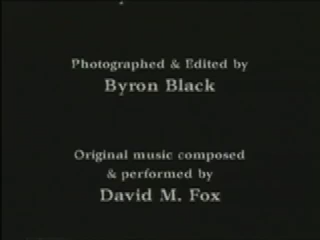 Photographed & Edited by
Byron Black
Original music composed
& performed by
David M. Fox